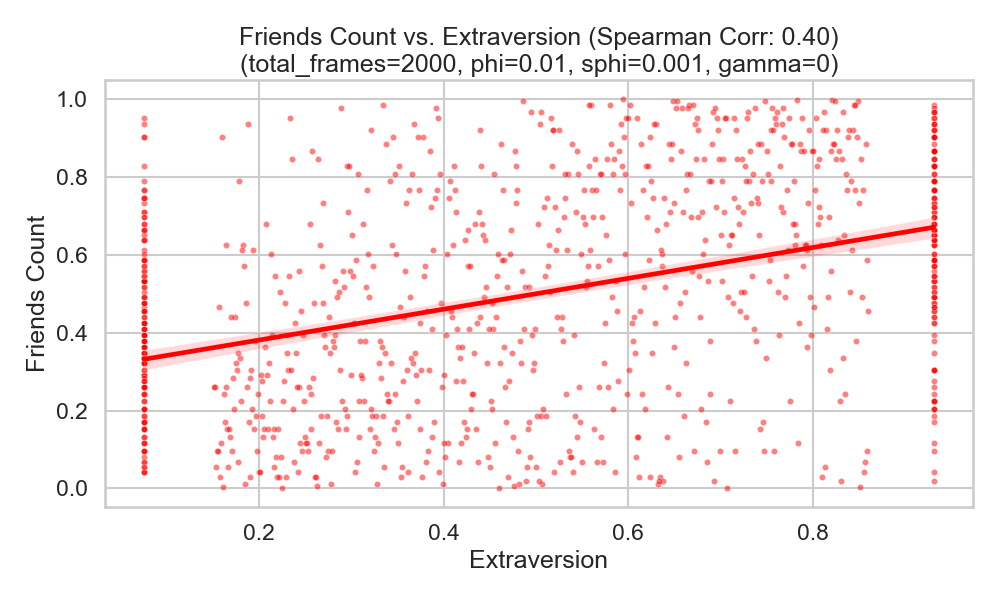 Friends Count vs. Extraversion (Spearman Corr: 0.40)
(total_frames=2000, phi=0.01, sphi=0.001, gamma=0)
1.0
0.8
0.6
0.4
0.2
0.0
Friends Count
0.2 0.4 0.6 0.8
Extraversion